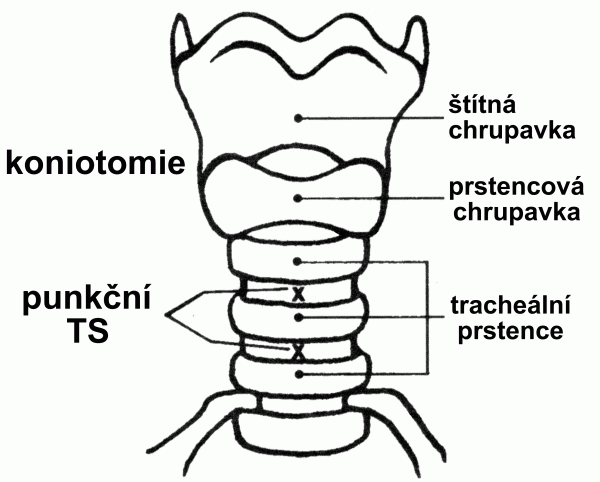 štítná
chrupavka
koniotomie
prstencová
chrupavka
punkční
TS
x
x
tracheální
prstence